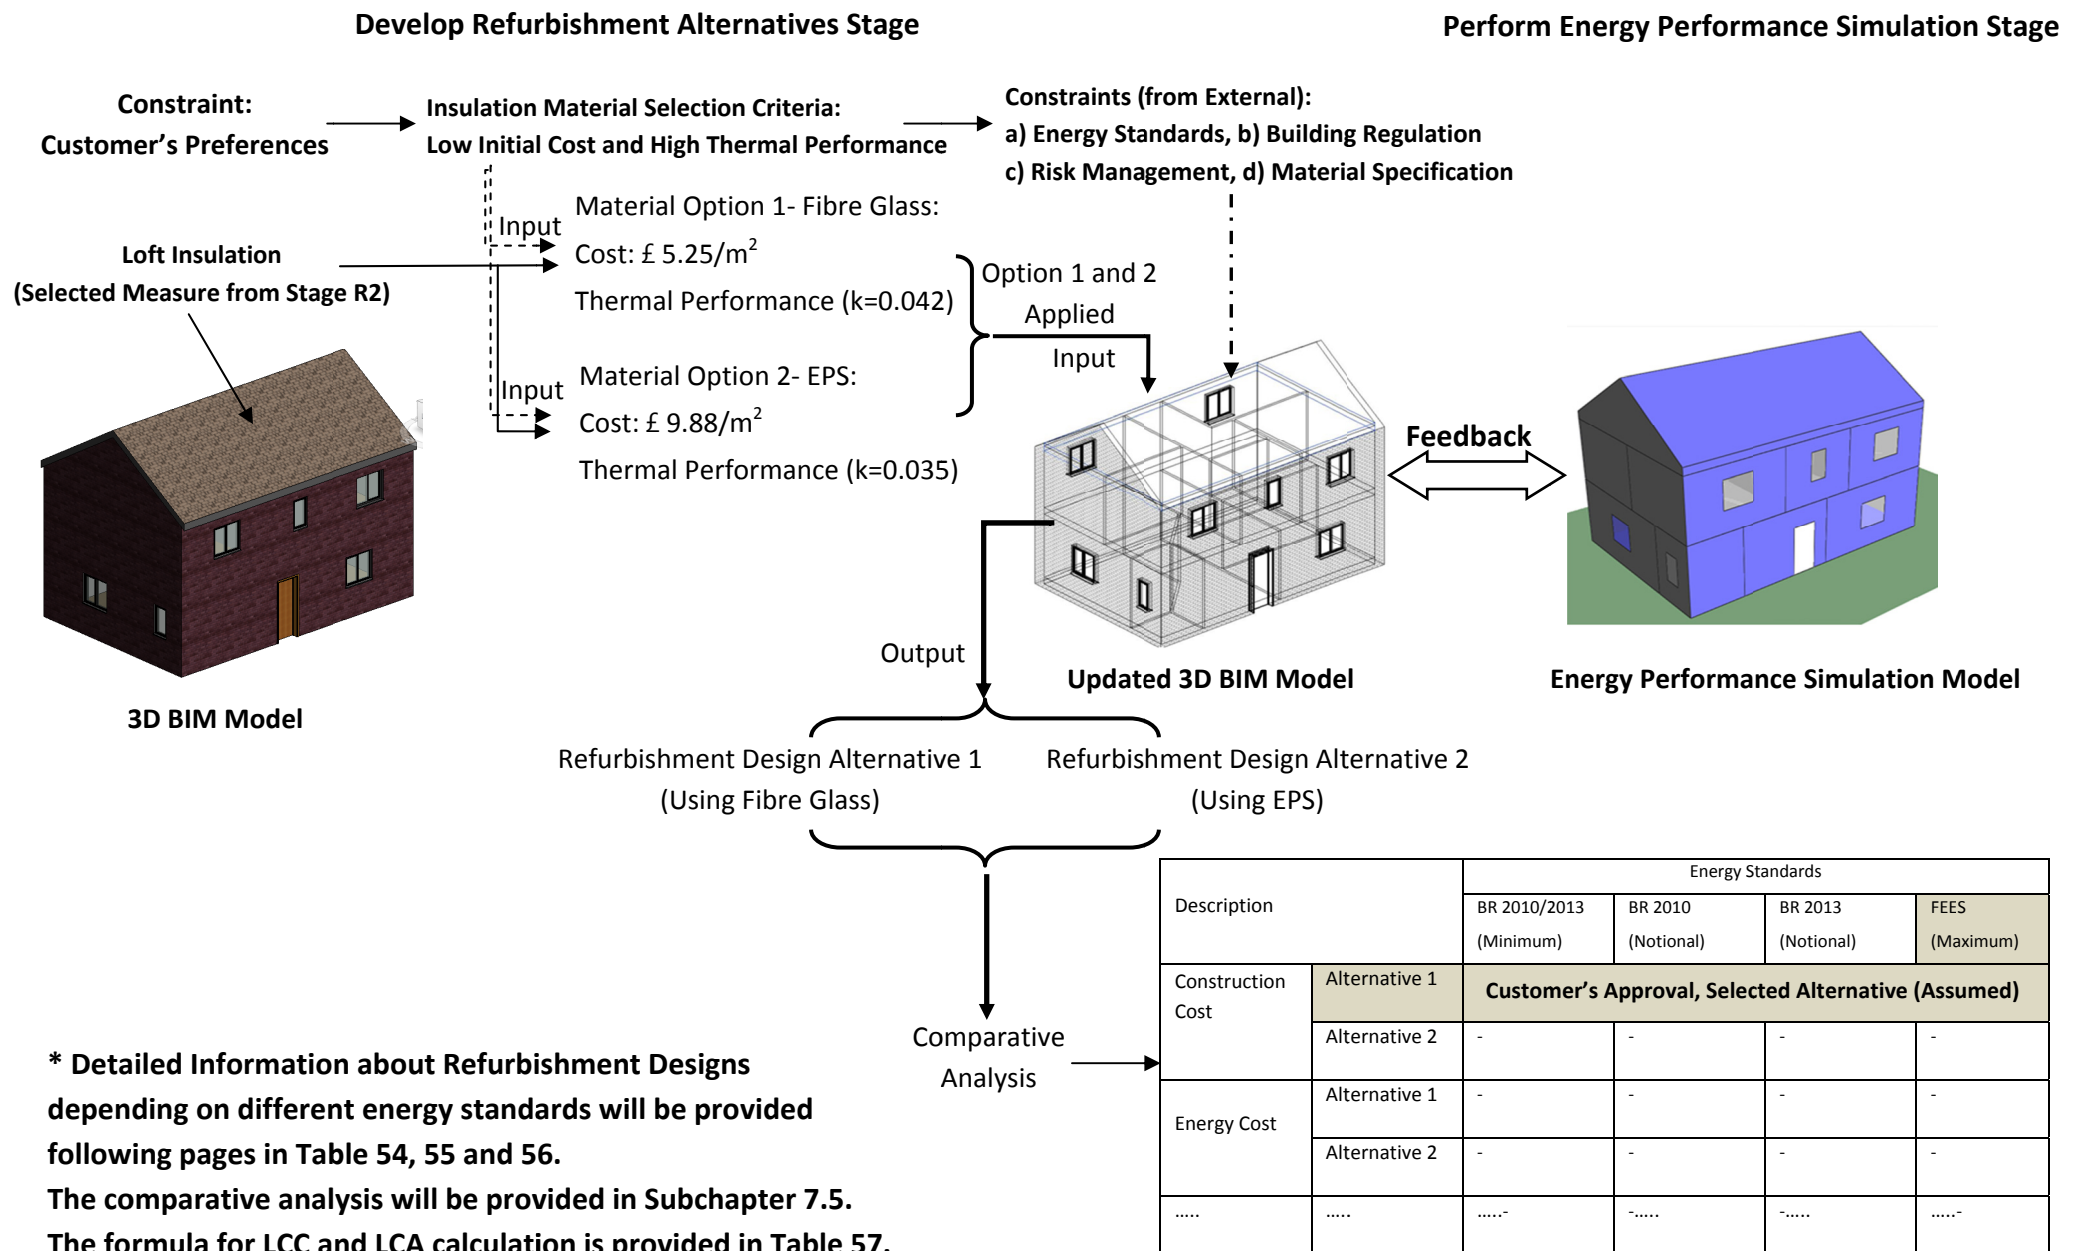 Develop Refurbishment Alternatives Stage
Perform Energy Performance Simulation Stage
Constraint:
Customer's Preferences
Insulation Material Selection Criteria:
Low Initial Cost and High Thermal Performance
Constraints (from External):
a) Energy Standards, b) Building Regulation
c) Risk Management, d) Material Specification
Input
Material Option 1- Fibre Glass:
Cost: £ 5.25/m²
Thermal Performance (k=0.042)
Loft Insulation
(Selected Measure from Stage R2)
Option 1 and 2
Applied
Input
Input
Material Option 2- EPS:
Cost: £ 9.88/m²
Thermal Performance (k=0.035)
Feedback
Output
3D BIM Model
Updated 3D BIM Model
Energy Performance Simulation Model
Refurbishment Design Alternative 1
(Using Fibre Glass)
Refurbishment Design Alternative 2
(Using EPS)
Comparative
Analysis
Description
Energy Standards
BR 2010/2013
(Minimum)
BR 2010
(Notional)
BR 2013
(Notional)
FEES
(Maximum)
Construction
Cost
Alternative 1
Customer's Approval, Selected Alternative (Assumed)
Alternative 2 - - - -
Energy Cost
Alternative 1 - - - -
Alternative 2 - - - -
..... ..... .....- -..... -..... .....-
* Detailed Information about Refurbishment Designs
depending on different energy standards will be provided
following pages in Table 54, 55 and 56.
The comparative analysis will be provided in Subchapter 7.5.
The formula for LCC and LCA calculation is provided in Table 57.